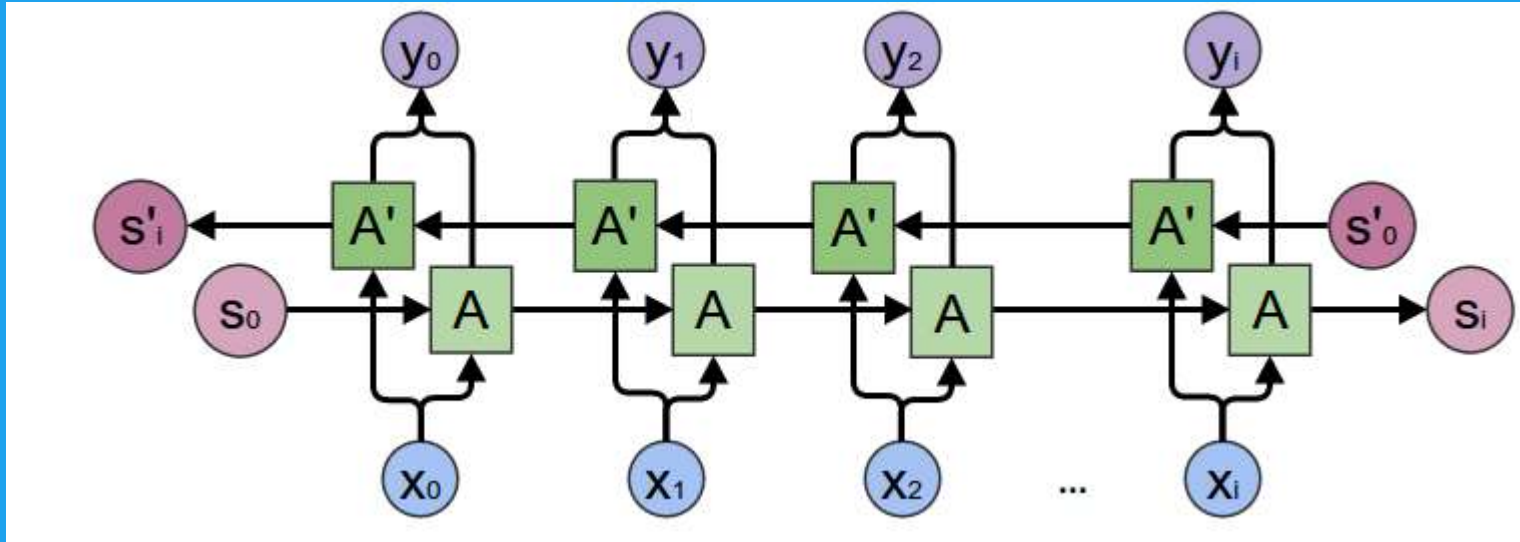 y₀ y₁ y₂ yᵢ
s'ᵢ A' A' A' A' s'₀
s₀ A A A A sᵢ
x₀ x₁ x₂ ... xᵢ